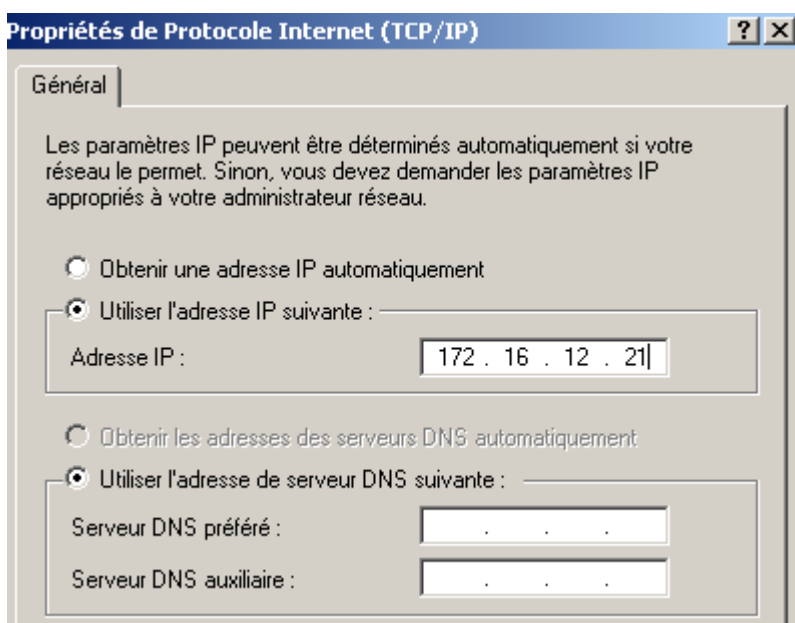 Propriétés de Protocole Internet (TCP/IP)
Général
Les paramètres IP peuvent être déterminés automatiquement si votre
réseau le permet. Sinon, vous devez demander les paramètres IP
appropriés à votre administrateur réseau.
Obtenir une adresse IP automatiquement
Utiliser l'adresse IP suivante :
Adresse IP : 172 . 16 . 12 . 21
Obtenir les adresses des serveurs DNS automatiquement
Utiliser l'adresse de serveur DNS suivante :
Serveur DNS préféré : . . .
Serveur DNS auxiliaire : . . .